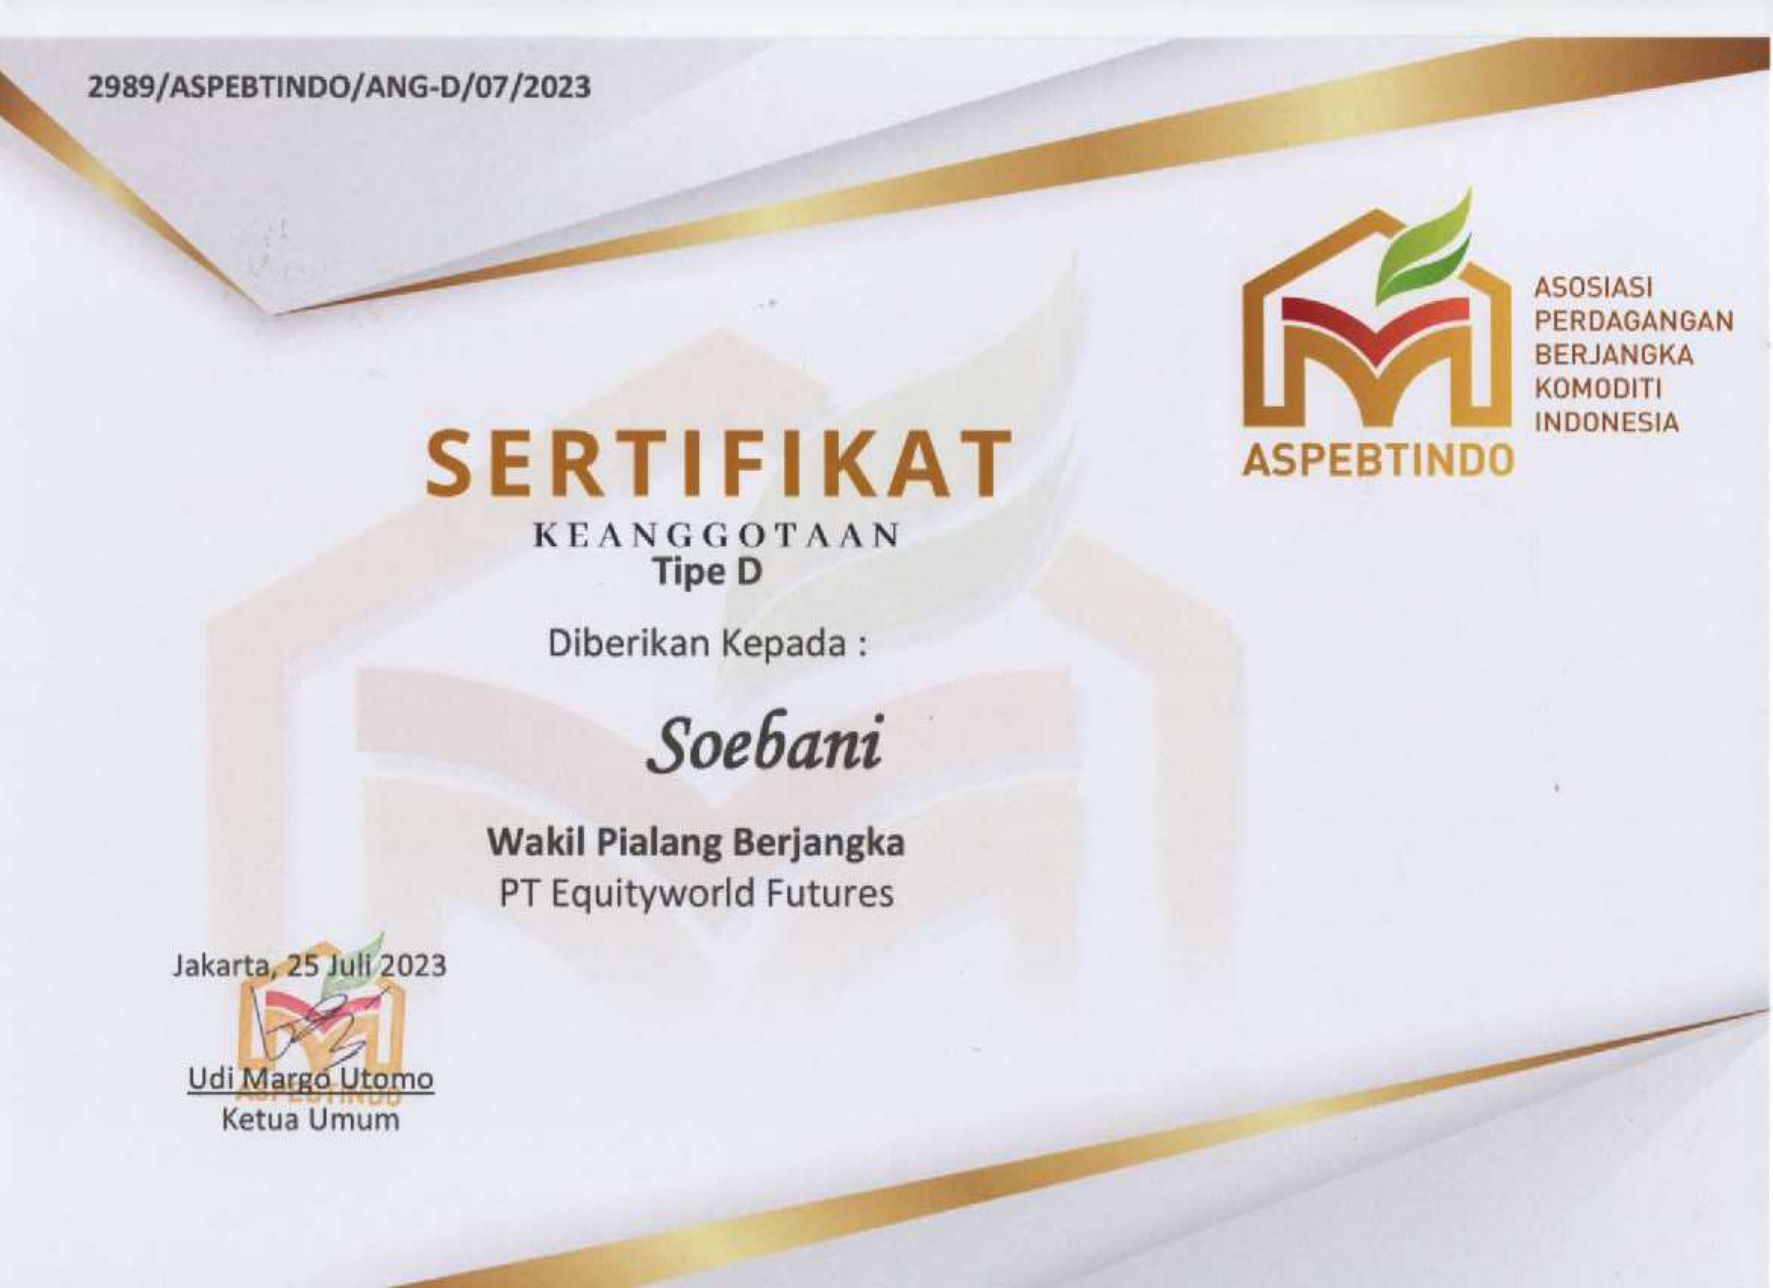 2989/ASPEBTINDO/ANG-D/07/2023
ASOSIASI
PERDAGANGAN
BERJANGKA
KOMODITI
INDONESIA
ASPEBTINDO
SERTIFIKAT
KEANGGOTAAN
Tipe D
Diberikan Kepada :
Soebani
Wakil Pialang Berjangka
PT Equityworld Futures
Jakarta, 25 Juli 2023
Udi Margo Utomo
ASPEBTINDO
Ketua Umum